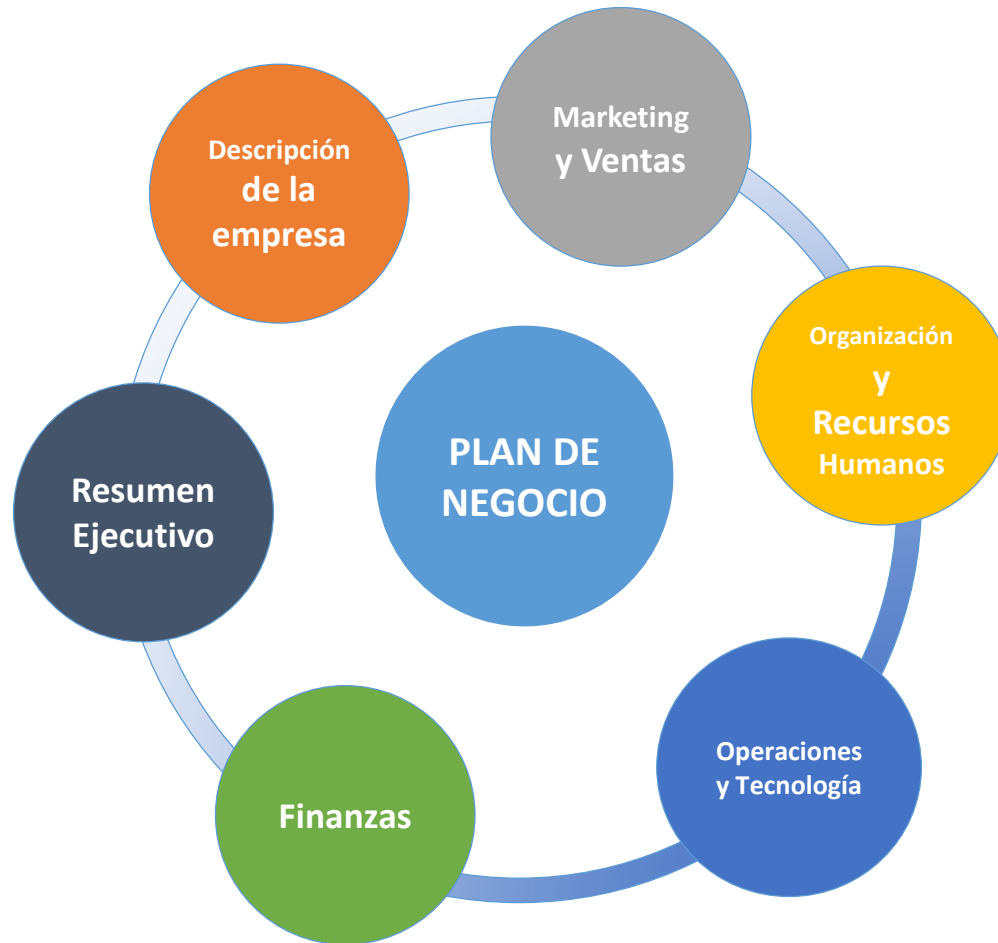 Marketing
y Ventas
Descripción
de la
empresa
Organización
y
Recursos
Humanos
PLAN DE
NEGOCIO
Resumen
Ejecutivo
Operaciones
y Tecnología
Finanzas